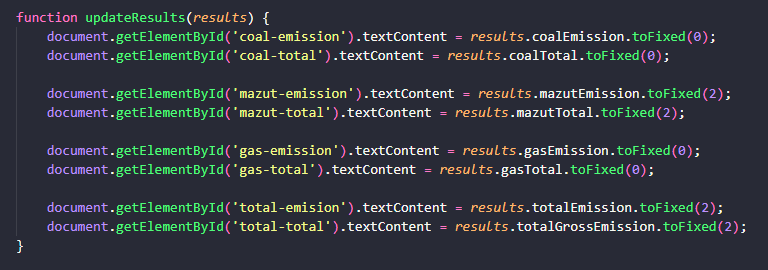 function updateResults(results) {
    document.getElementById('coal-emission').textContent = results.coalEmission.toFixed(0);
    document.getElementById('coal-total').textContent = results.coalTotal.toFixed(0);

    document.getElementById('mazut-emission').textContent = results.mazutEmission.toFixed(2);
    document.getElementById('mazut-total').textContent = results.mazutTotal.toFixed(2);

    document.getElementById('gas-emission').textContent = results.gasEmission.toFixed(0);
    document.getElementById('gas-total').textContent = results.gasTotal.toFixed(0);

    document.getElementById('total-emision').textContent = results.totalEmission.toFixed(2);
    document.getElementById('total-total').textContent = results.totalGrossEmission.toFixed(2);
}